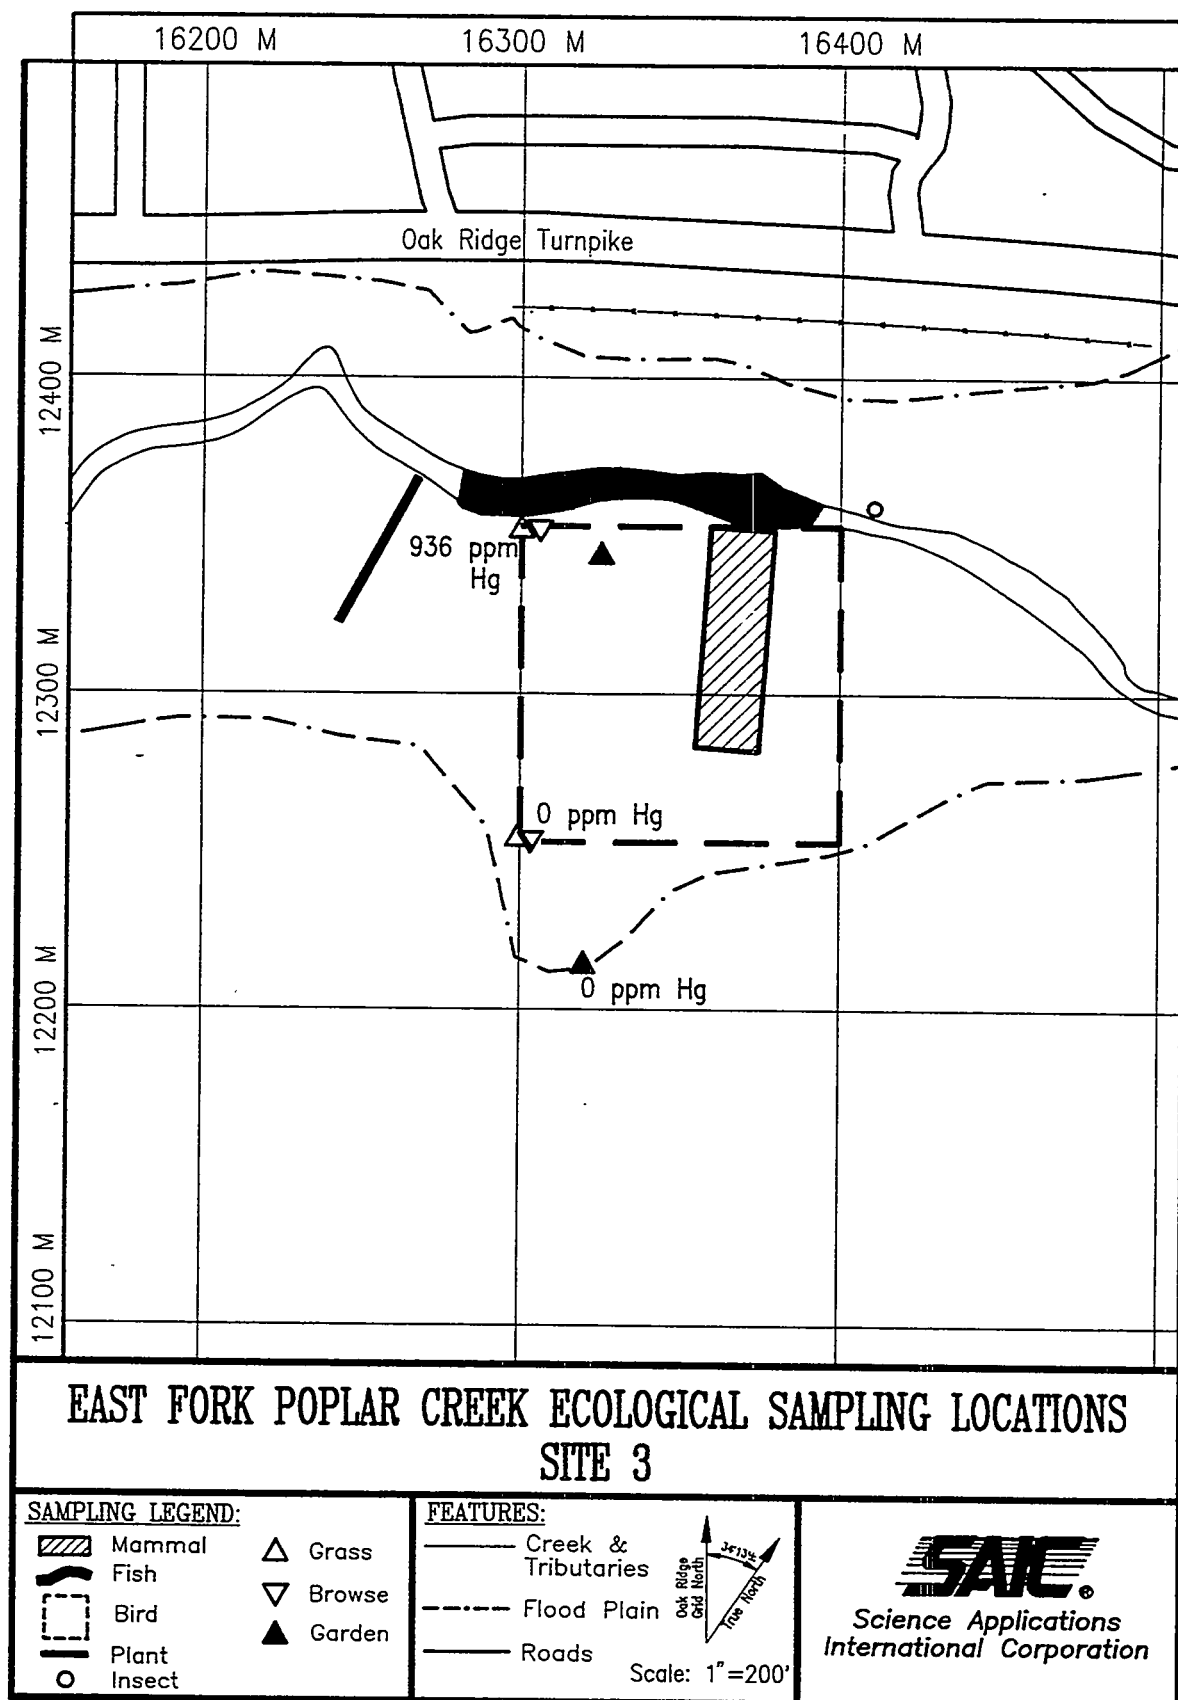 16200 M 16300 M 16400 M
Oak Ridge Turnpike
12400 M
936 ppm
Hg
12300 M
0 ppm Hg
0 ppm Hg
12200 M
12100 M
EAST FORK POPLAR CREEK ECOLOGICAL SAMPLING LOCATIONS
SITE 3
SAMPLING LEGEND:
Mammal
Fish
Bird
Plant
Insect
Grass
Browse
Garden
FEATURES:
Creek &
Tributaries
Flood Plain
Roads
Oak Ridge
Grid North
True North
Scale: 1"=200'
SAIC®
Science Applications
International Corporation